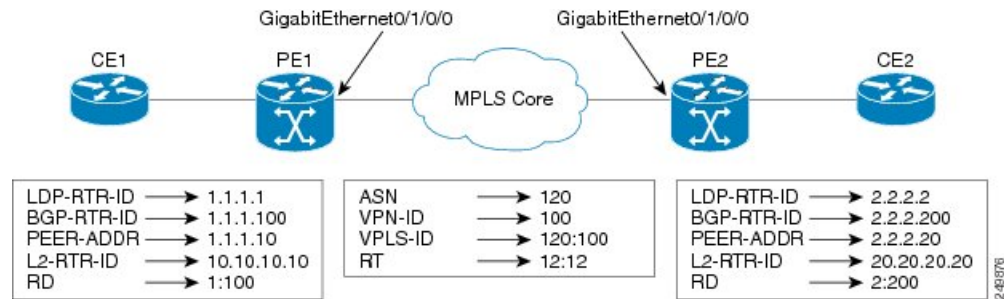 GigabitEthernet0/1/0/0 GigabitEthernet0/1/0/0
CE1 PE1 PE2 CE2
MPLS Core
LDP-RTR-ID → 1.1.1.1
BGP-RTR-ID → 1.1.1.100
PEER-ADDR → 1.1.1.10
L2-RTR-ID → 10.10.10.10
RD → 1:100
ASN → 120
VPN-ID → 100
VPLS-ID → 120:100
RT → 12:12
LDP-RTR-ID → 2.2.2.2
BGP-RTR-ID → 2.2.2.200
PEER-ADDR → 2.2.2.20
L2-RTR-ID → 20.20.20.20
RD → 2:200
249876